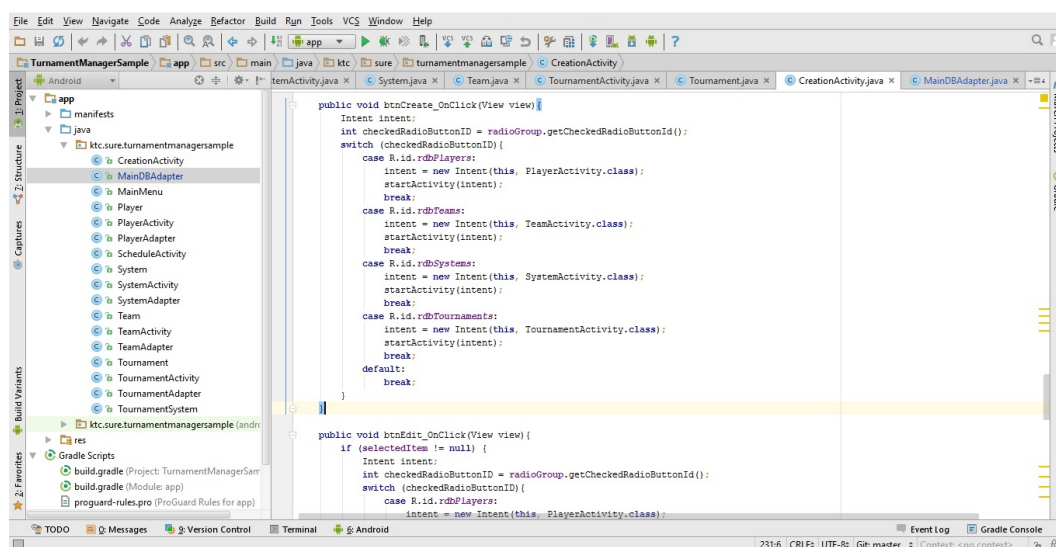 File Edit View Navigate Code Analyze Refactor Build Run Tools VCS Window Help
app
TurnamentManagerSample app src main java ktc sure turnamentmanagersample CreationActivity
Android
temActivity.java × System.java × Team.java × TournamentActivity.java × Tournament.java × CreationActivity.java × MainDBAdapter.java ×
1: Project
7: Structure
Captures
Build Variants
2: Favorites
app
manifests
java
ktc.sure.turnamentmanagersample
CreationActivity
MainDBAdapter
MainMenu
Player
PlayerActivity
PlayerAdapter
ScheduleActivity
System
SystemActivity
SystemAdapter
Team
TeamActivity
TeamAdapter
Tournament
TournamentActivity
TournamentAdapter
TournamentSystem
ktc.sure.turnamentmanagersample (andro
res
Gradle Scripts
build.gradle (Project: TurnamentManagerSam
build.gradle (Module: app)
proguard-rules.pro (ProGuard Rules for app)
public void btnCreate_OnClick(View view){
Intent intent;
int checkedRadioButtonID = radioGroup.getCheckedRadioButtonId();
switch (checkedRadioButtonID){
case R.id.rdbPlayers:
intent = new Intent(this, PlayerActivity.class);
startActivity(intent);
break;
case R.id.rdbTeams:
intent = new Intent(this, TeamActivity.class);
startActivity(intent);
break;
case R.id.rdbSystems:
intent = new Intent(this, SystemActivity.class);
startActivity(intent);
break;
case R.id.rdbTournaments:
intent = new Intent(this, TournamentActivity.class);
startActivity(intent);
break;
default:
break;
}
}
public void btnEdit_OnClick(View view){
if (selectedItem != null) {
Intent intent;
int checkedRadioButtonID = radioGroup.getCheckedRadioButtonId();
switch (checkedRadioButtonID){
case R.id.rdbPlayers:
intent = new Intent(this, PlayerActivity.class);
TODO 0: Messages 9: Version Control Terminal 6: Android Event Log Gradle Console
231:6 CRLF UTF-8 Git: master Context: <no context>